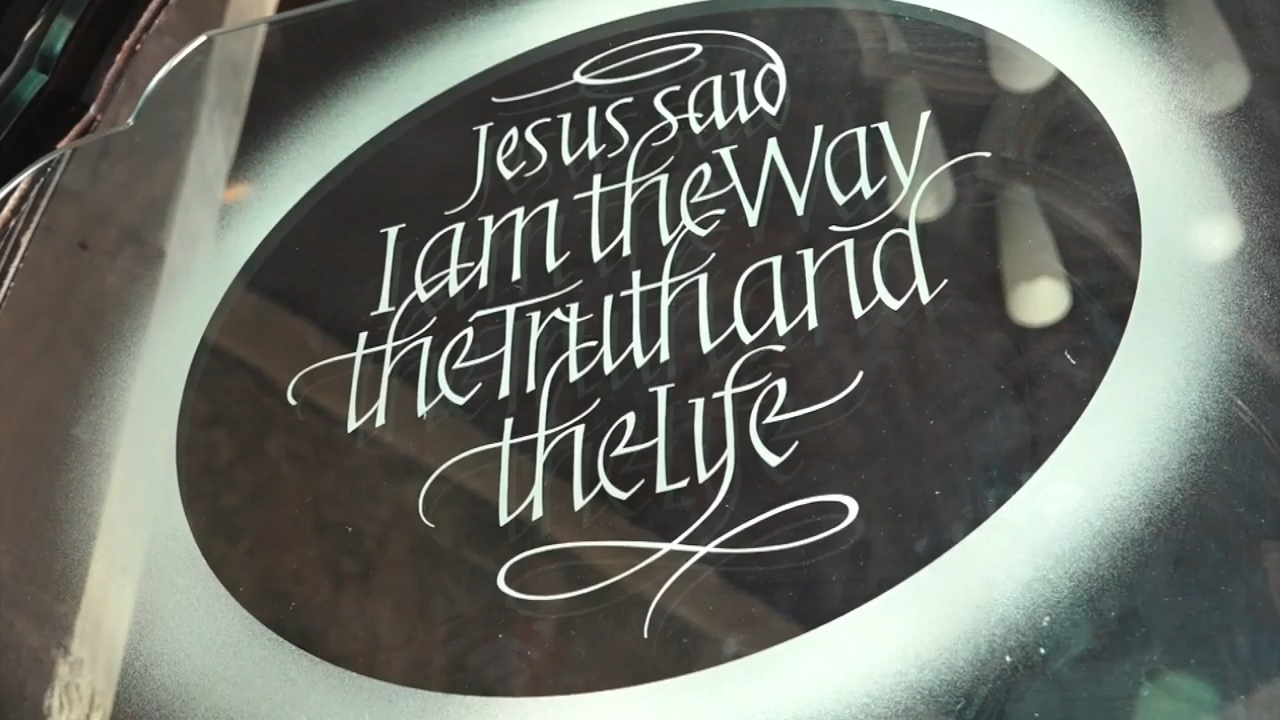 Jesus said
I am the Way
the Truth and
the Life